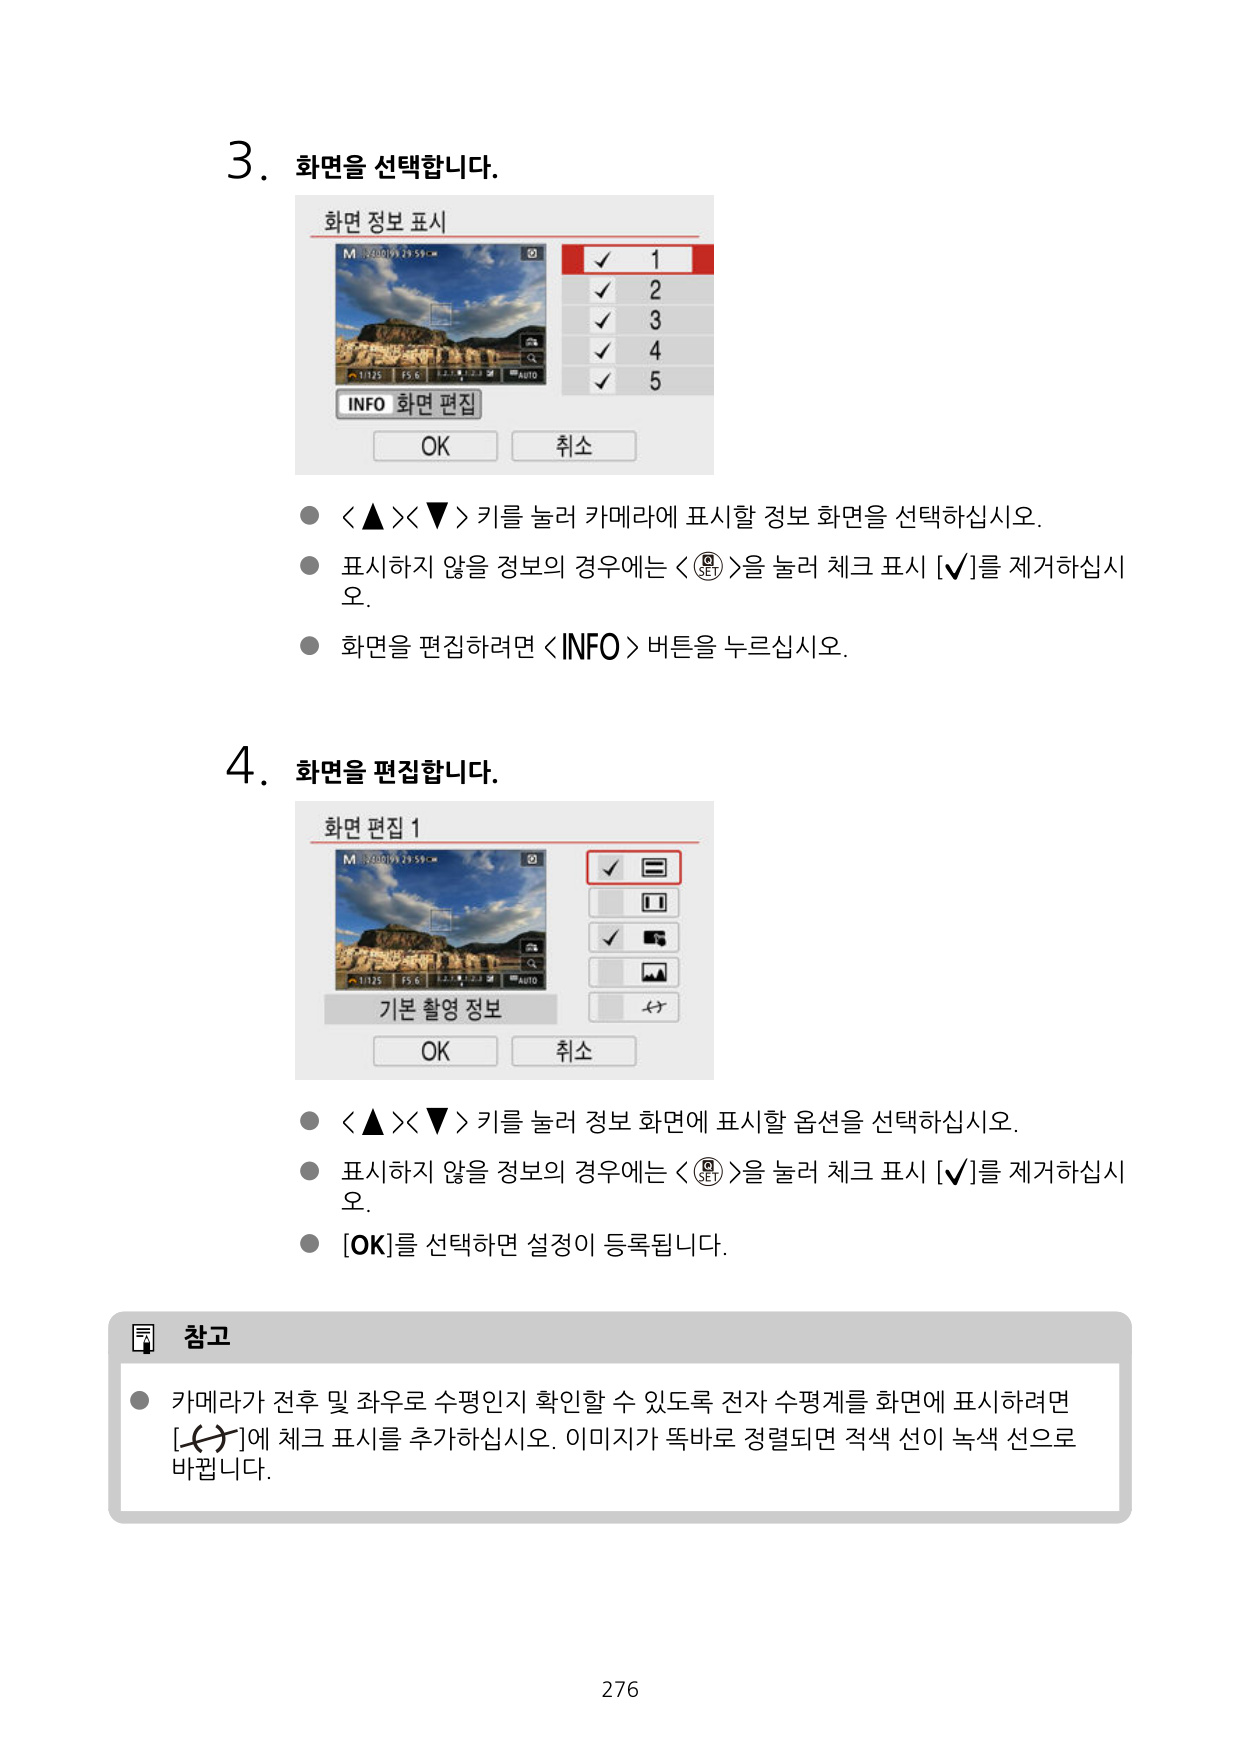 3. 화면을 선택합니다.
화면 정보 표시
M 29:59
✓ 1
✓ 2
✓ 3
✓ 4
✓ 5
1/125 F5.6 AUTO
INFO 화면 편집
OK 취소
● < ▲ >< ▼ > 키를 눌러 카메라에 표시할 정보 화면을 선택하십시오.
● 표시하지 않을 정보의 경우에는 < Q SET >을 눌러 체크 표시 [✓]를 제거하십시
오.
● 화면을 편집하려면 < INFO > 버튼을 누르십시오.
4. 화면을 편집합니다.
화면 편집 1
M 29:59
1/125 F5.6 AUTO
기본 촬영 정보
OK 취소
● < ▲ >< ▼ > 키를 눌러 정보 화면에 표시할 옵션을 선택하십시오.
● 표시하지 않을 정보의 경우에는 < Q SET >을 눌러 체크 표시 [✓]를 제거하십시
오.
● [OK]를 선택하면 설정이 등록됩니다.
참고
● 카메라가 전후 및 좌우로 수평인지 확인할 수 있도록 전자 수평계를 화면에 표시하려면
[ ]에 체크 표시를 추가하십시오. 이미지가 똑바로 정렬되면 적색 선이 녹색 선으로
바뀝니다.
276